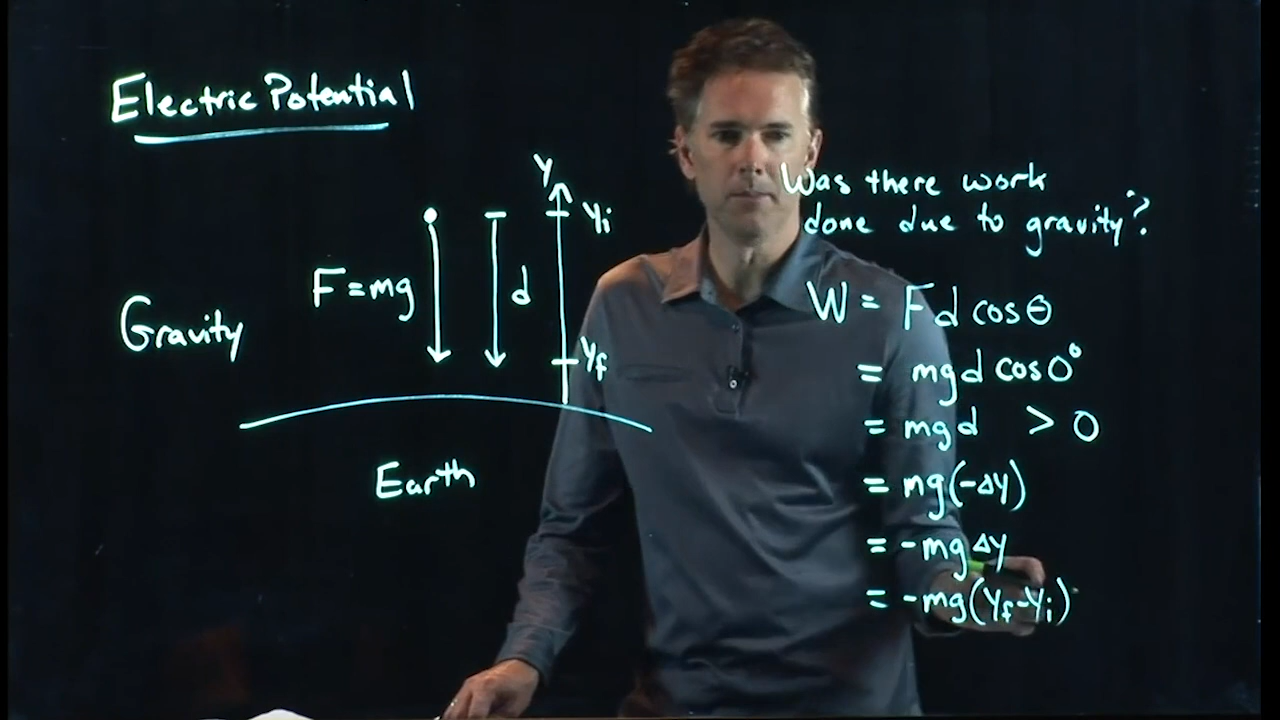 Electric Potential
Gravity
F = mg
d
Y
Yi
Yf
Earth
Was there work
done due to gravity?
W = Fd cosθ
= mgd cos0°
= mgd > 0
= mg(-ΔY)
= -mgΔY
= -mg(Yf-Yi)